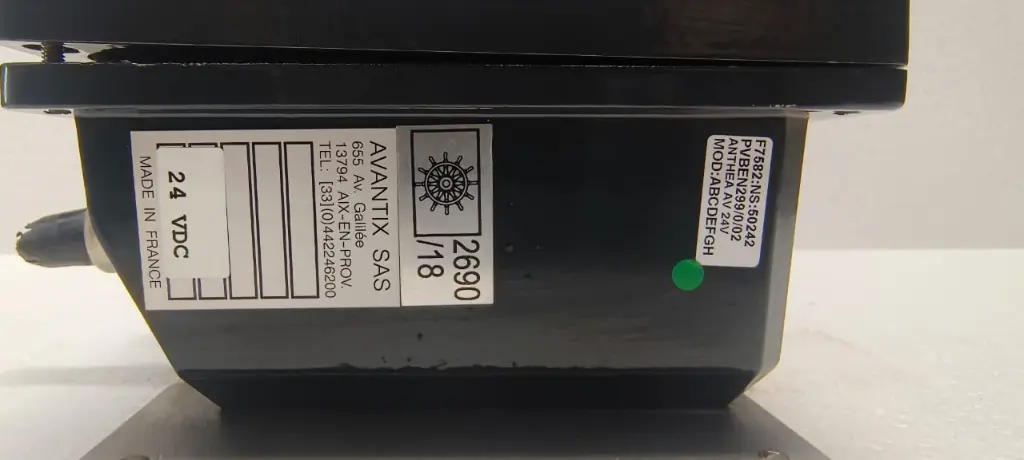 AVANTIX SAS
655 Av. Galilée
13794 AIX-EN-PROV.
TEL: [33](0)442246200
24 VDC
MADE IN FRANCE
2690
/18
F7582:NS:50242
PVBEN299/0/02
ANTHEA AV 24V
MOD:ABCDEFGH